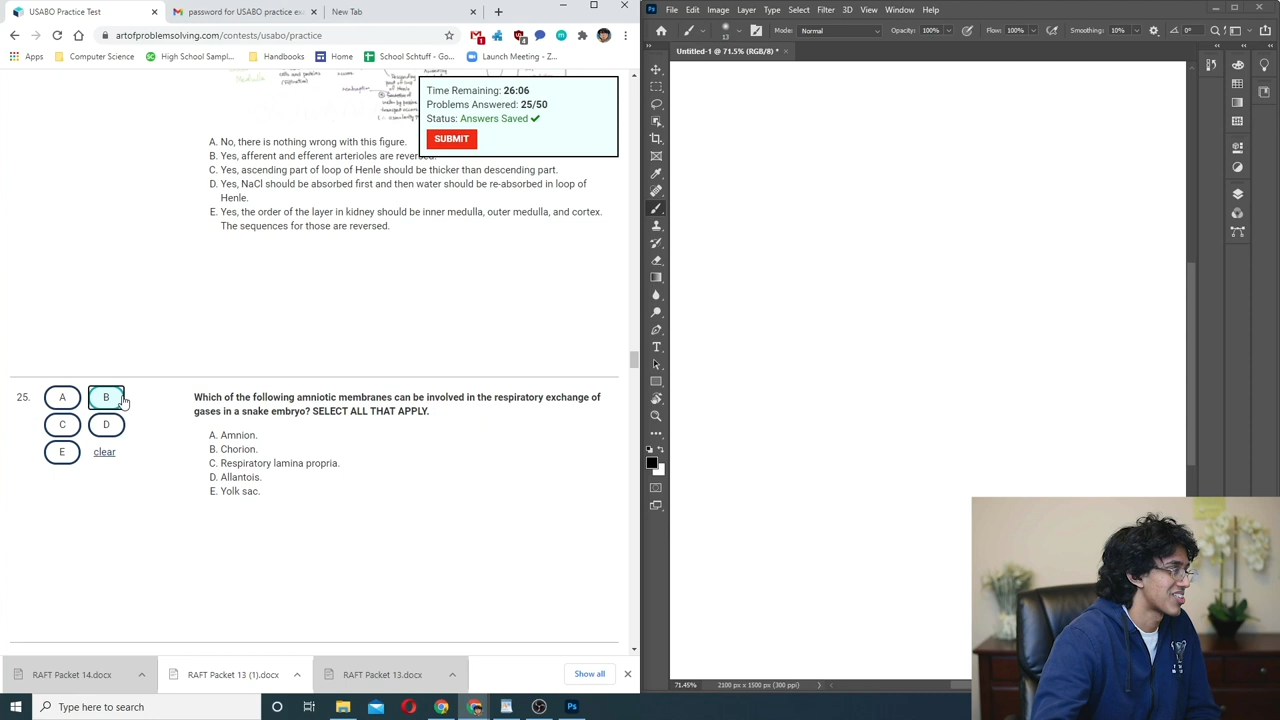 USABO Practice Test
password for USABO practice ex
New Tab
artofproblemsolving.com/contests/usabo/practice
Apps
Computer Science
High School Sampl...
Handbooks
Home
School Schtuff - Go...
Launch Meeting - Z...
Time Remaining: 26:06
Problems Answered: 25/50
Status: Answers Saved ✔
SUBMIT
A. No, there is nothing wrong with this figure.
B. Yes, afferent and efferent arterioles are reversed.
C. Yes, ascending part of loop of Henle should be thicker than descending part.
D. Yes, NaCl should be absorbed first and then water should be re-absorbed in loop of
Henle.
E. Yes, the order of the layer in kidney should be inner medulla, outer medulla, and cortex.
The sequences for those are reversed.
25.
A
B
C
D
E
clear
Which of the following amniotic membranes can be involved in the respiratory exchange of
gases in a snake embryo? SELECT ALL THAT APPLY.
A. Amnion.
B. Chorion.
C. Respiratory lamina propria.
D. Allantois.
E. Yolk sac.
RAFT Packet 14.docx
RAFT Packet 13 (1).docx
RAFT Packet 13.docx
Show all
Type here to search
Ps
File
Edit
Image
Layer
Type
Select
Filter
3D
View
Window
Help
13
Mode:
Normal
Opacity:
100%
Flow:
100%
Smoothing:
10%
0°
Untitled-1 @ 71.5% (RGB/8) *
71.45%
2100 px x 1500 px (300 ppi)